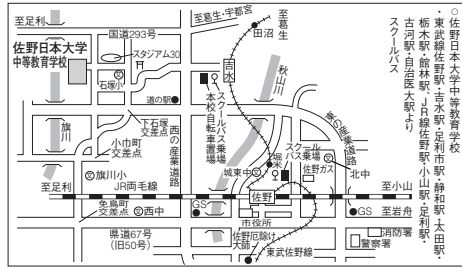 ○佐野日本大学中等教育学校
・東武線佐野駅・吉水駅・足利市駅・静和駅・太田駅・
栃木駅・館林駅、JR線佐野駅・小山駅・足利駅・
古河駅・自治医大駅より
スクールバス
至足利
国道293号
至葛生・宇都宮
至葛生
田沼
佐野日本大学
中等教育学校
スタジアム30
石塚小
吉水
秋山川
道の駅
スクールバス乗場
本校自転車置場
旗川
下石塚
交差点
小巾町
交差点
西の産業道路
東の産業道路
堀米
スクール
バス乗場
佐野ガス
北中
城東中
旗川小
至足利
JR両毛線
佐野
至小山
免鳥町
交差点
西中
GS
市役所
GS
至岩舟
県道67号
(旧50号)
佐野厄除け
大師
東武佐野線
消防署
警察署